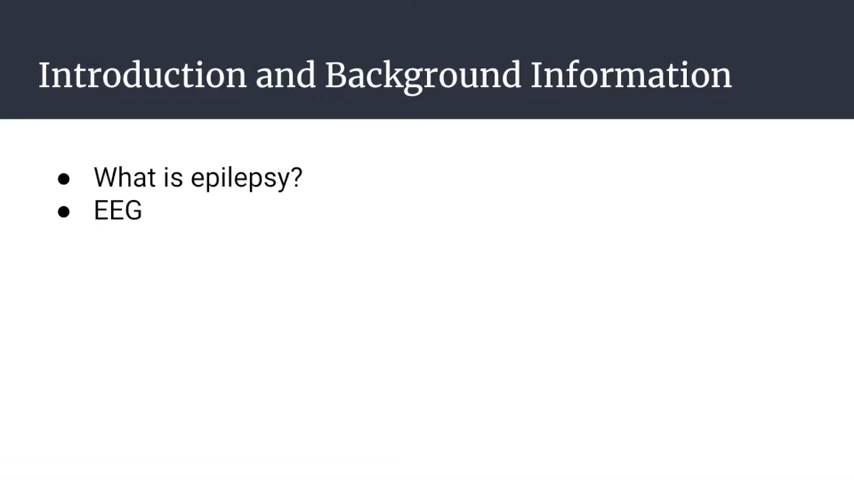 Introduction and Background Information
● What is epilepsy?
● EEG